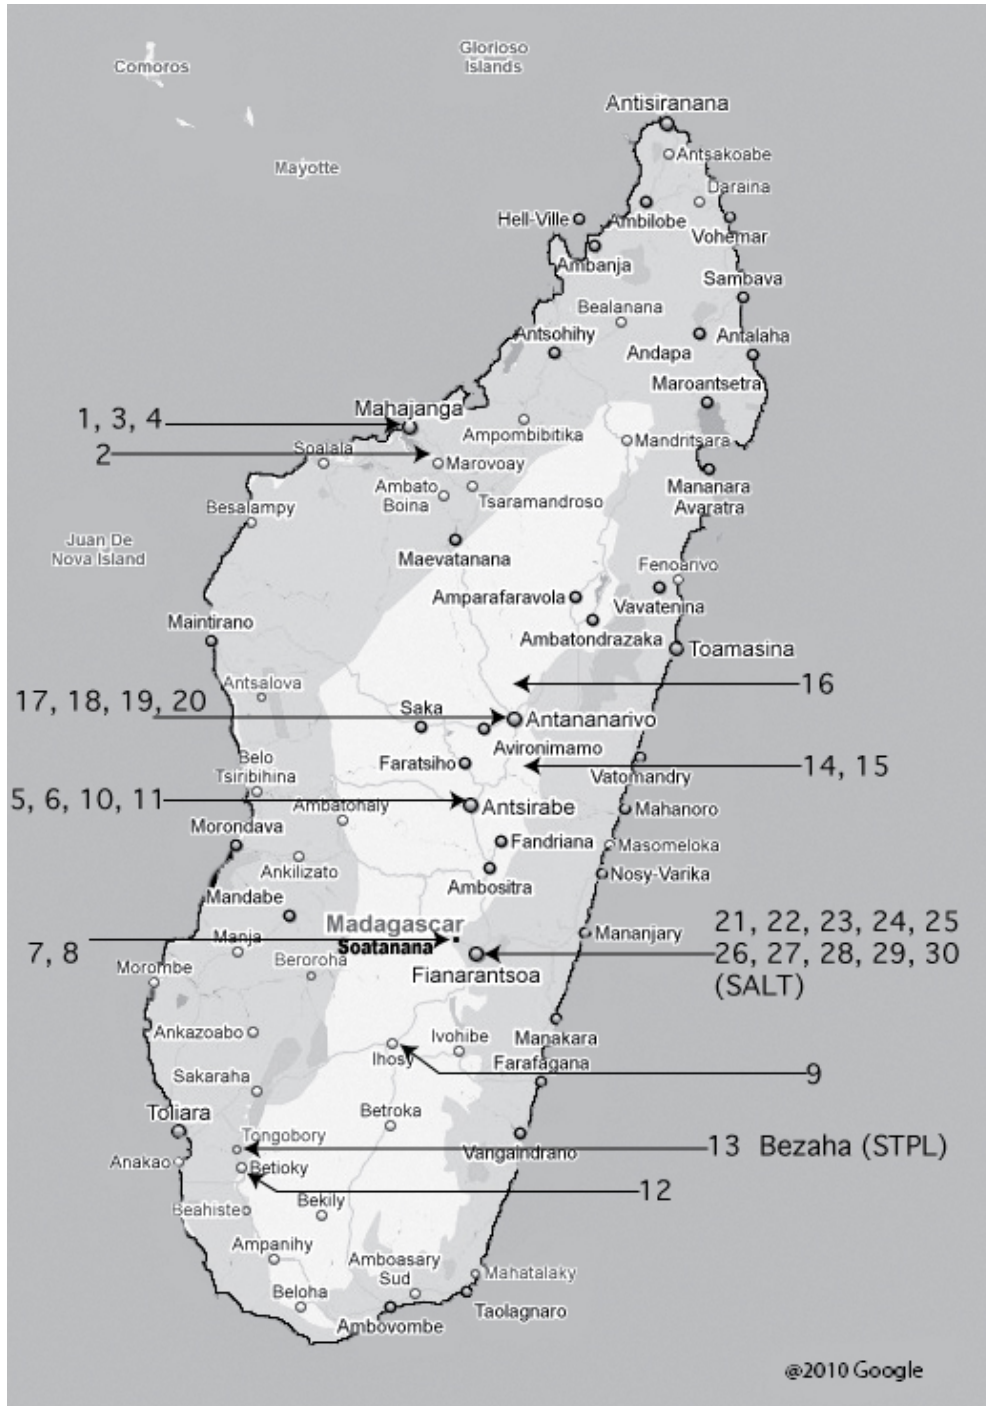 Glorioso
Islands
Comoros
Antisiranana
Antsakoabe
Mayotte
Daraina
Hell-Ville
Ambilobe
Vohemar
Ambanja
Sambava
Bealanana
Antsohihy
Antalaha
Andapa
Maroantsetra
Mahajanga
1, 3, 4
Ampombibitika
Mandritsara
Soalala
2
Marovoay
Ambato
Boina
Tsaramandroso
Mananara
Avaratra
Besalampy
Juan De
Nova Island
Maevatanana
Fenoarivo
Amparafaravola
Vavatenina
Maintirano
Ambatondrazaka
Toamasina
Antsalova
16
17, 18, 19, 20
Saka
Antananarivo
Avironimamo
Faratsiho
14, 15
Belo
Tsiribihina
Vatomandry
5, 6, 10, 11
Ambatohaly
Antsirabe
Mahanoro
Morondava
Fandriana
Masomeloka
Ankilizato
Nosy-Varika
Ambositra
Mandabe
Madagascar
21, 22, 23, 24, 25
Manja
Soatanana
Mananjary
7, 8
26, 27, 28, 29, 30
Beroroha
Morombe
Fianarantsoa
(SALT)
Ankazoabo
Ivohibe
Manakara
Ihosy
Farafagana
Sakaraha
9
Toliara
Betroka
Tongobory
13 Bezaha (STPL)
Vangaindrano
Anakao
Betioky
12
Bekily
Beahiste
Ampanihy
Amboasary
Sud
Mahatalaky
Beloha
Taolagnaro
Ambovombe
@2010 Google